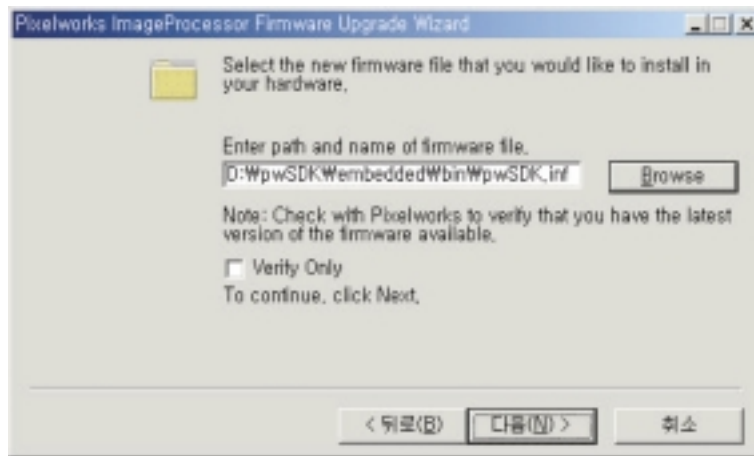 Pixelworks ImageProcessor Firmware Upgrade Wizard
Select the new firmware file that you would like to install in
your hardware.
Enter path and name of firmware file.
D:₩pwSDK₩embedded₩bin₩pwSDK.inf
Browse
Note: Check with Pixelworks to verify that you have the latest
version of the firmware available.
Verify Only
To continue, click Next.
< 뒤로(B)
다음(N) >
취소